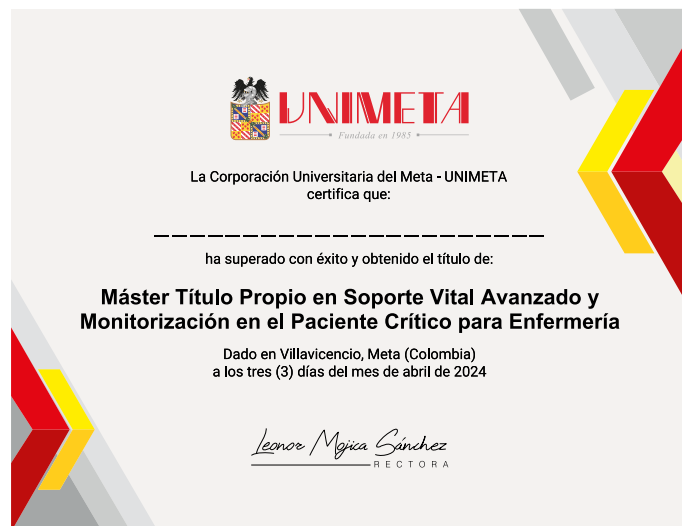 UNIMETA
Fundada en 1985
La Corporación Universitaria del Meta - UNIMETA
certifica que:
ha superado con éxito y obtenido el título de:
Máster Título Propio en Soporte Vital Avanzado y
Monitorización en el Paciente Crítico para Enfermería
Dado en Villavicencio, Meta (Colombia)
a los tres (3) días del mes de abril de 2024
Leonor Mojica Sánchez
RECTORA